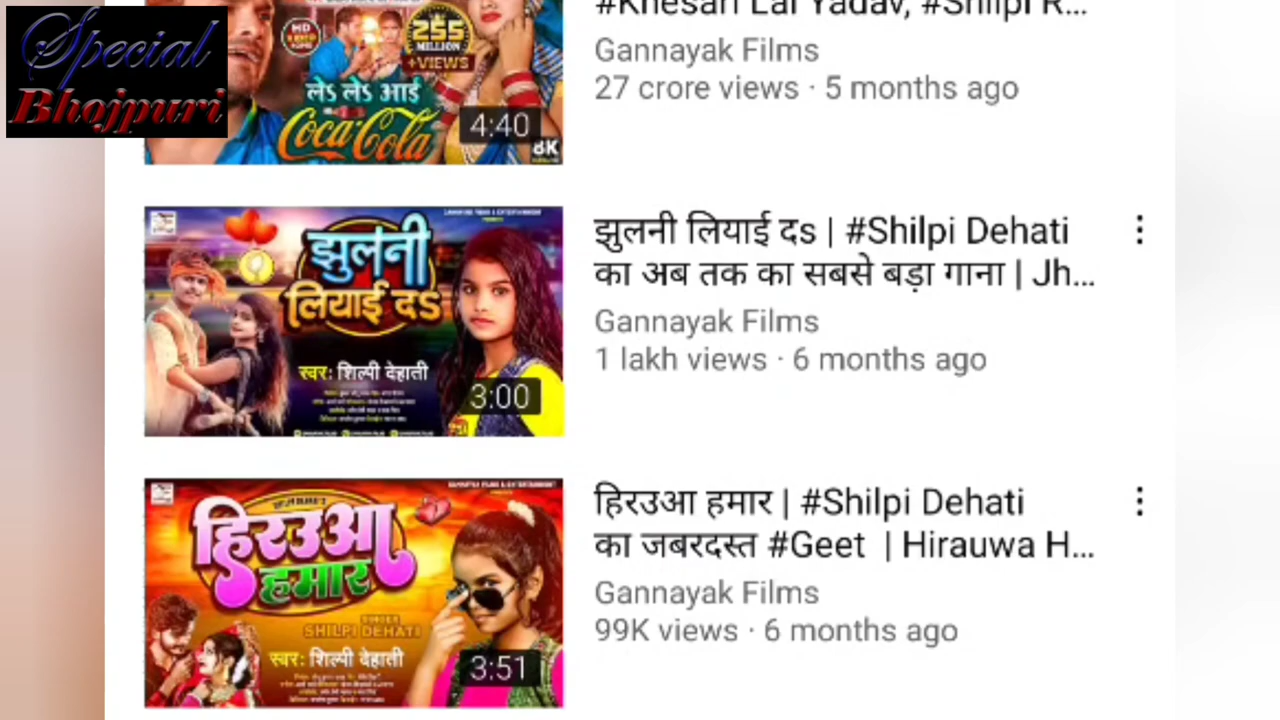 Special
Bhojpuri
#Khesari Lal Yadav, #Shilpi R...
Gannayak Films
27 crore views · 5 months ago
HD
255
MILLION
+VIEWS
लेs लेs आई
Coca-Cola
4:40
8K
झुलनी लियाई दs | #Shilpi Dehati
का अब तक का सबसे बड़ा गाना | Jh...
Gannayak Films
1 lakh views · 6 months ago
झुलनी
लियाई दs
स्वर: शिल्पी देहाती
3:00
हिरउआ हमार | #Shilpi Dehati
का जबरदस्त #Geet | Hirauwa H...
Gannayak Films
99K views · 6 months ago
हिरउआ
हमार
SINGER
SHILPI DEHATI
स्वर: शिल्पी देहाती
3:51